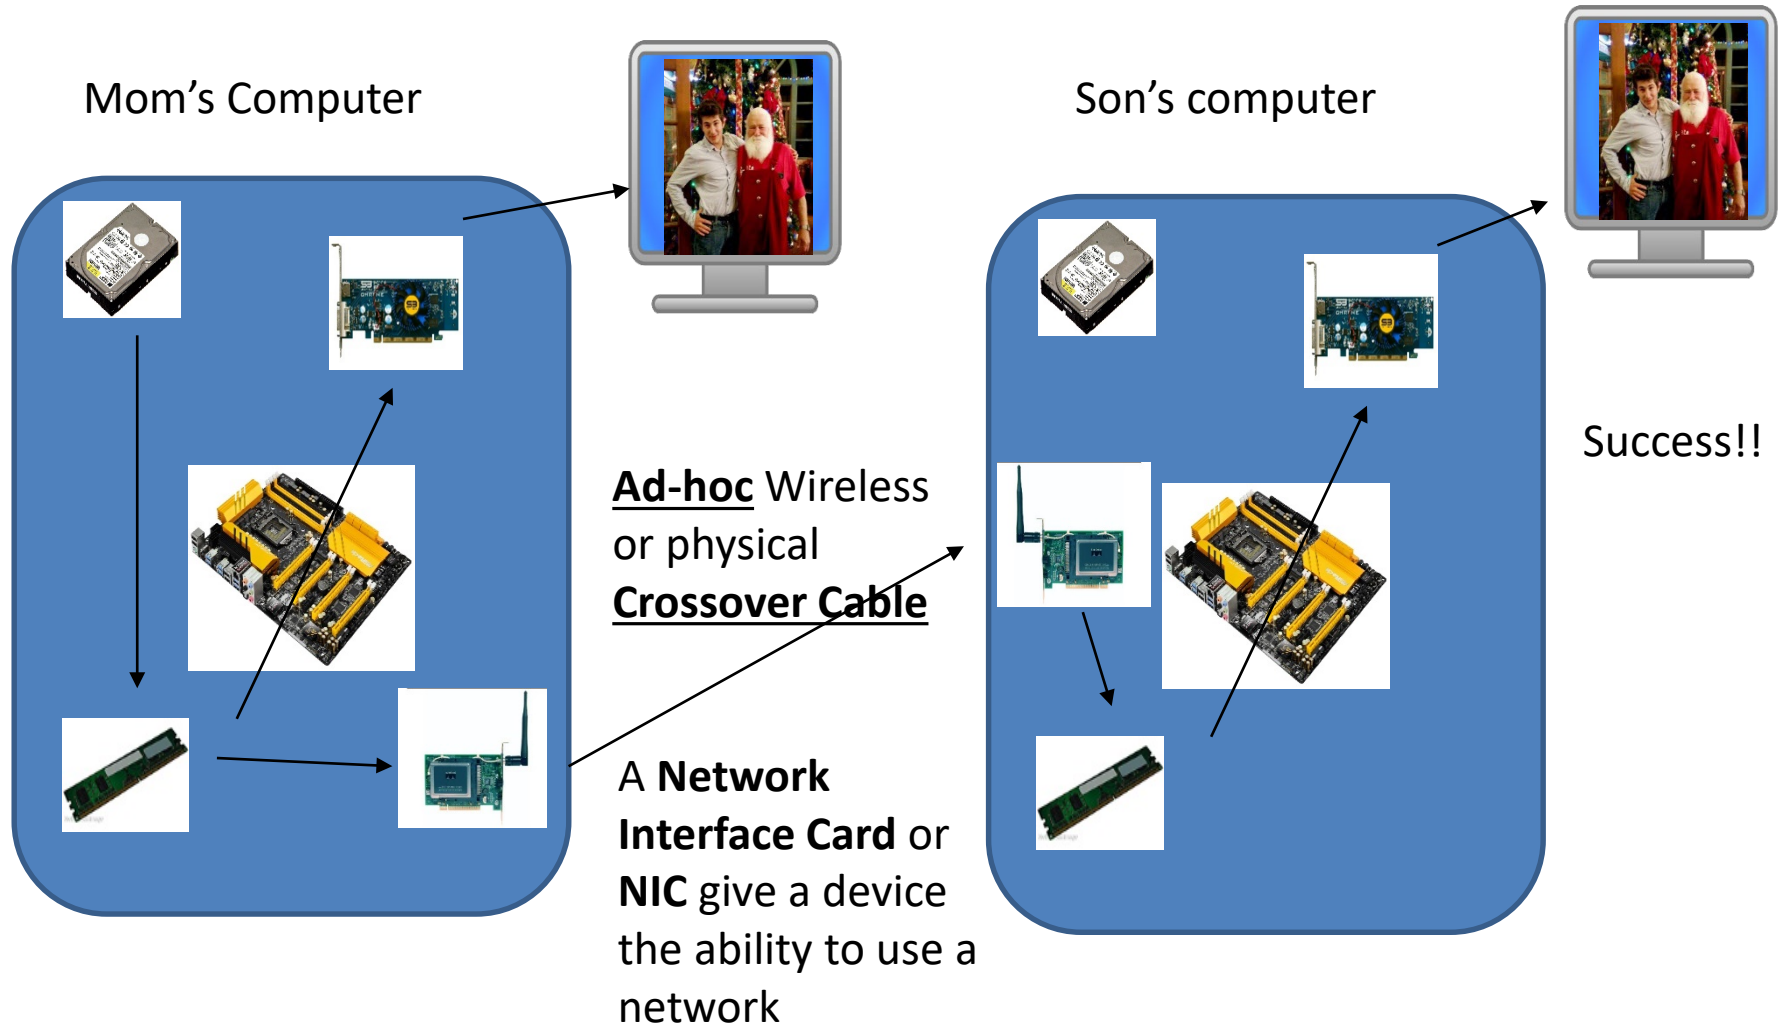 Mom’s Computer
Son’s computer
Success!!
Ad-hoc Wireless
or physical
Crossover Cable
A Network
Interface Card or
NIC give a device
the ability to use a
network